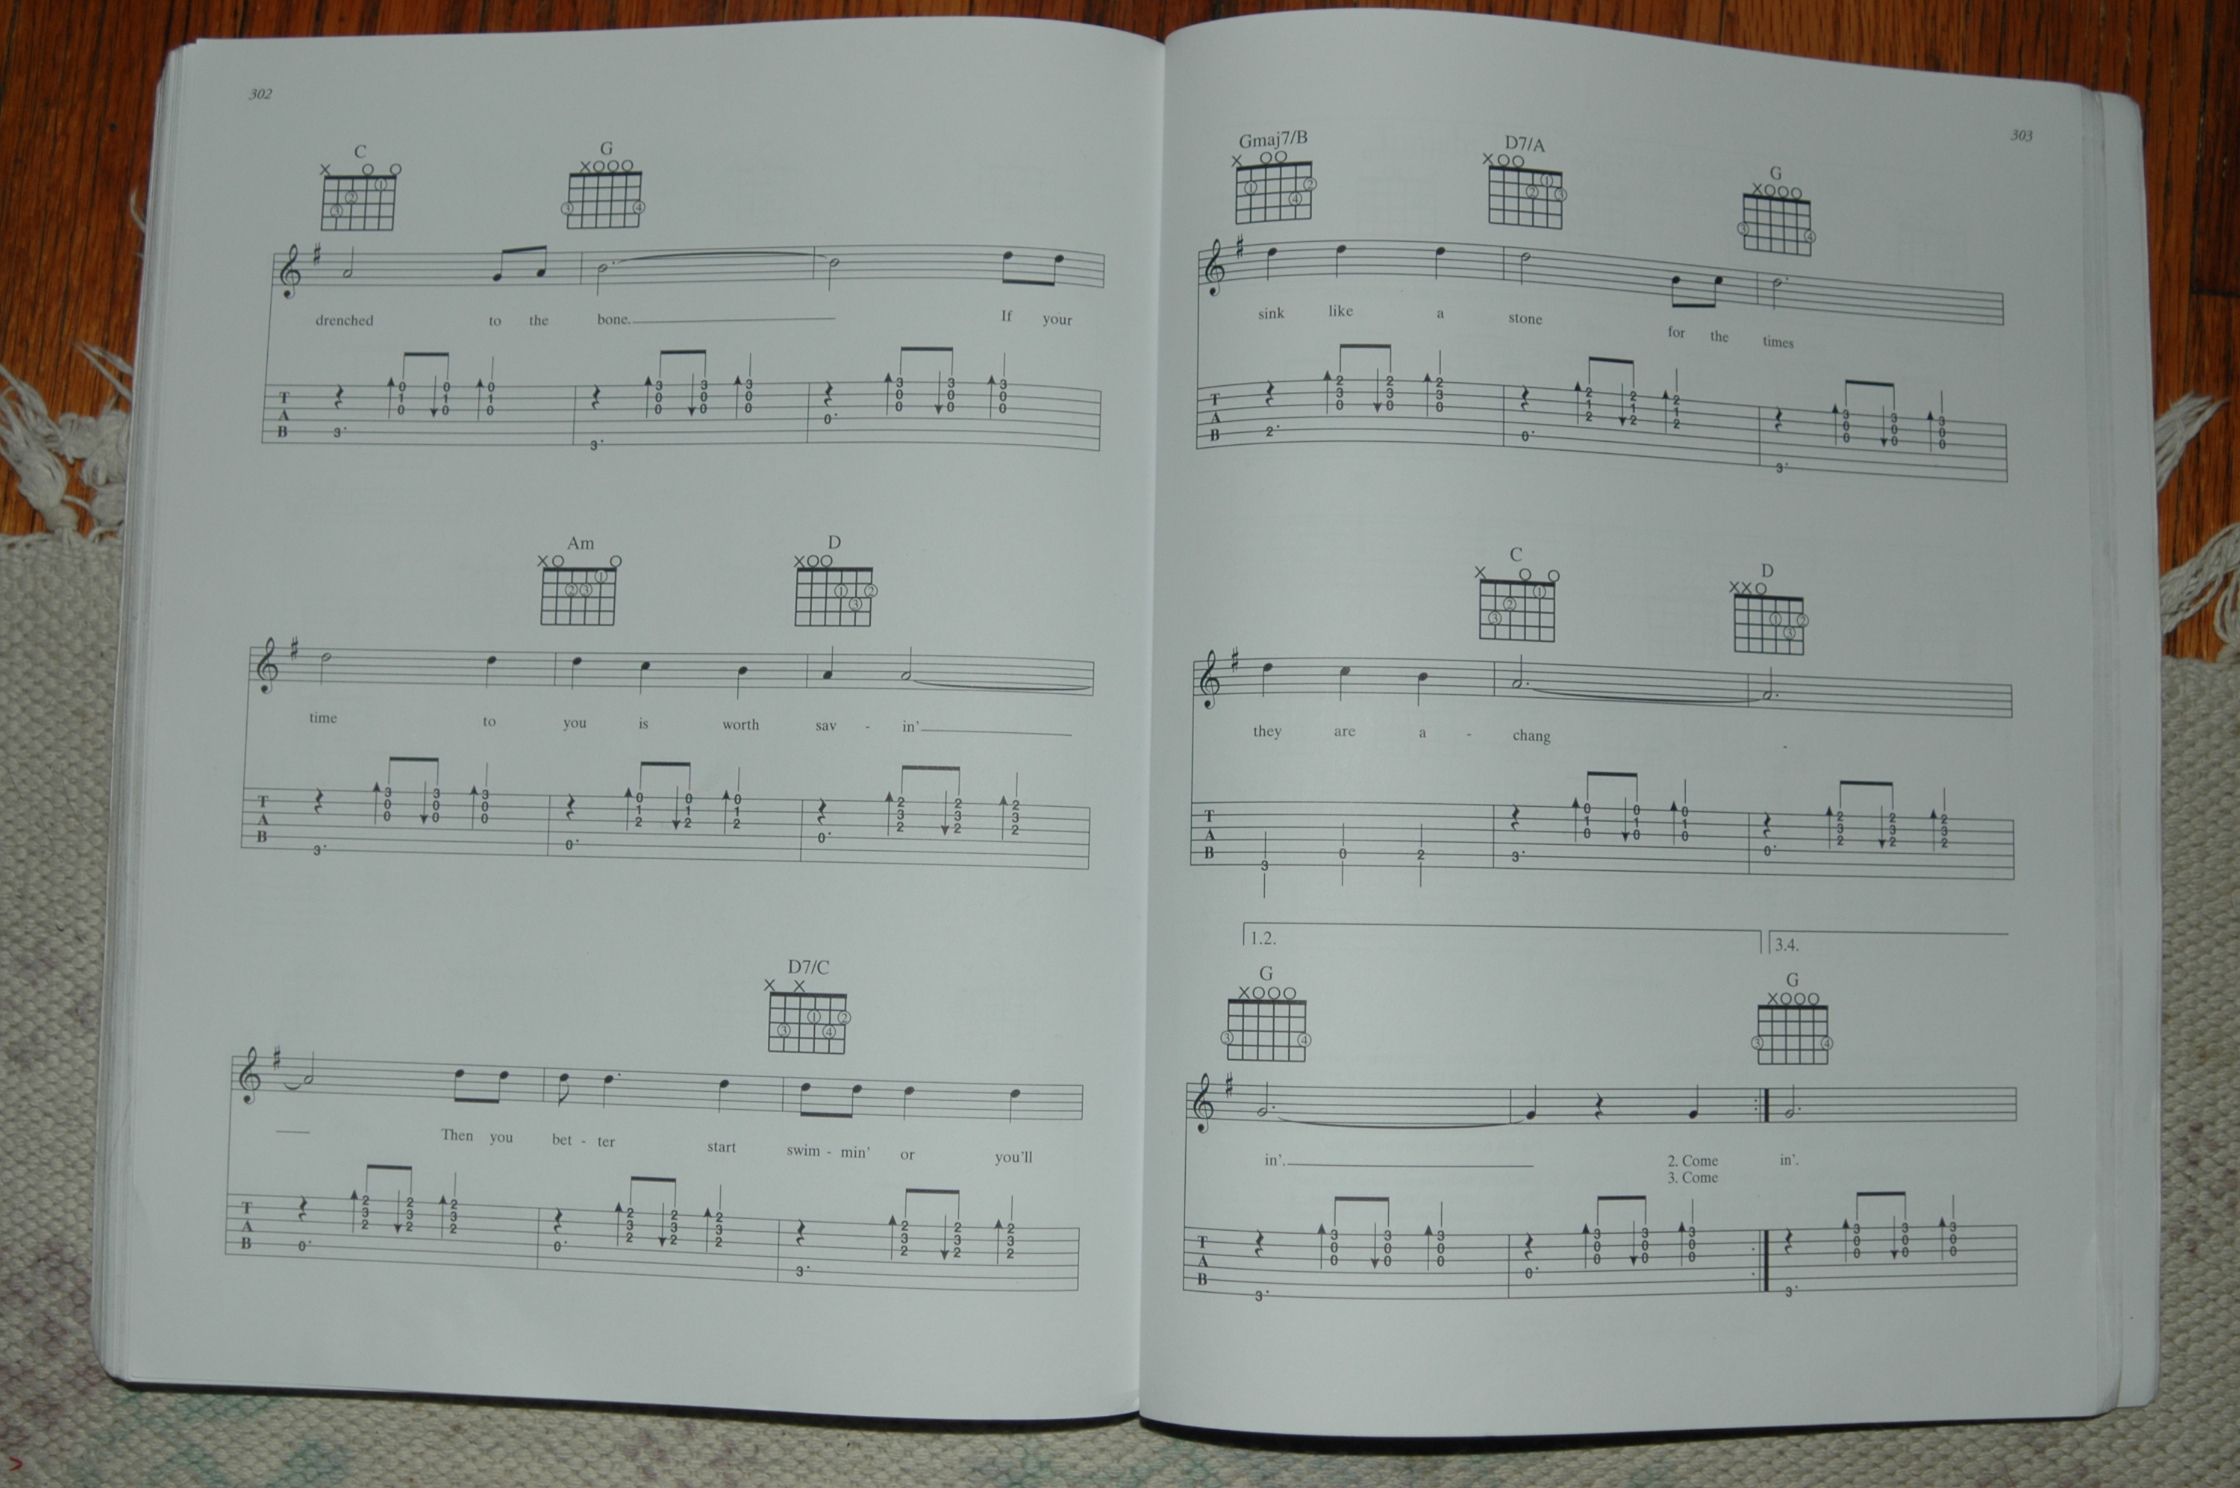 302
C G
drenched to the bone. If your
T
A
B
Am D
time to you is worth sav - in'
T
A
B
D7/C
Then you bet - ter start swim - min' or you'll
T
A
B
303
Gmaj7/B D7/A G
sink like a stone for the times
T
A
B
C D
they are a - chang -
T
A
B
1.2. 3.4.
G G
in'. 2. Come in'.
3. Come
T
A
B